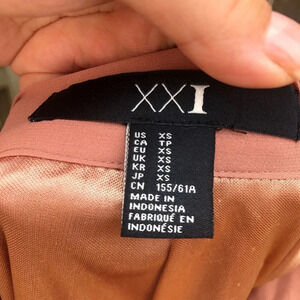 XXI
US XS
CA TP
EU XS
UK XS
KR XS
JP XS
CN 155/61A
MADE IN
INDONESIA
FABRIQUÉ EN
INDONÉSIE